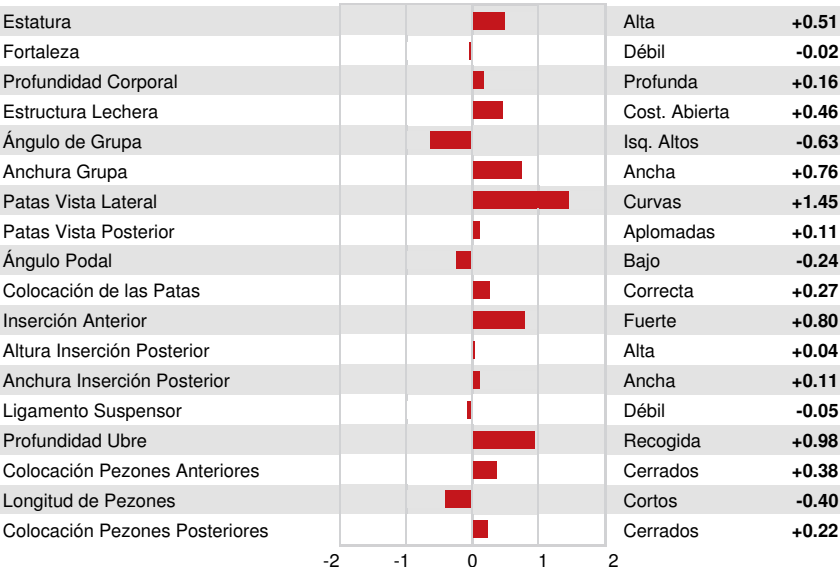 Estatura Alta +0.51
Fortaleza Débil -0.02
Profundidad Corporal Profunda +0.16
Estructura Lechera Cost. Abierta +0.46
Ángulo de Grupa Isq. Altos -0.63
Anchura Grupa Ancha +0.76
Patas Vista Lateral Curvas +1.45
Patas Vista Posterior Aplomadas +0.11
Ángulo Podal Bajo -0.24
Colocación de las Patas Correcta +0.27
Inserción Anterior Fuerte +0.80
Altura Inserción Posterior Alta +0.04
Anchura Inserción Posterior Ancha +0.11
Ligamento Suspensor Débil -0.05
Profundidad Ubre Recogida +0.98
Colocación Pezones Anteriores Cerrados +0.38
Longitud de Pezones Cortos -0.40
Colocación Pezones Posteriores Cerrados +0.22
-2 -1 0 1 2